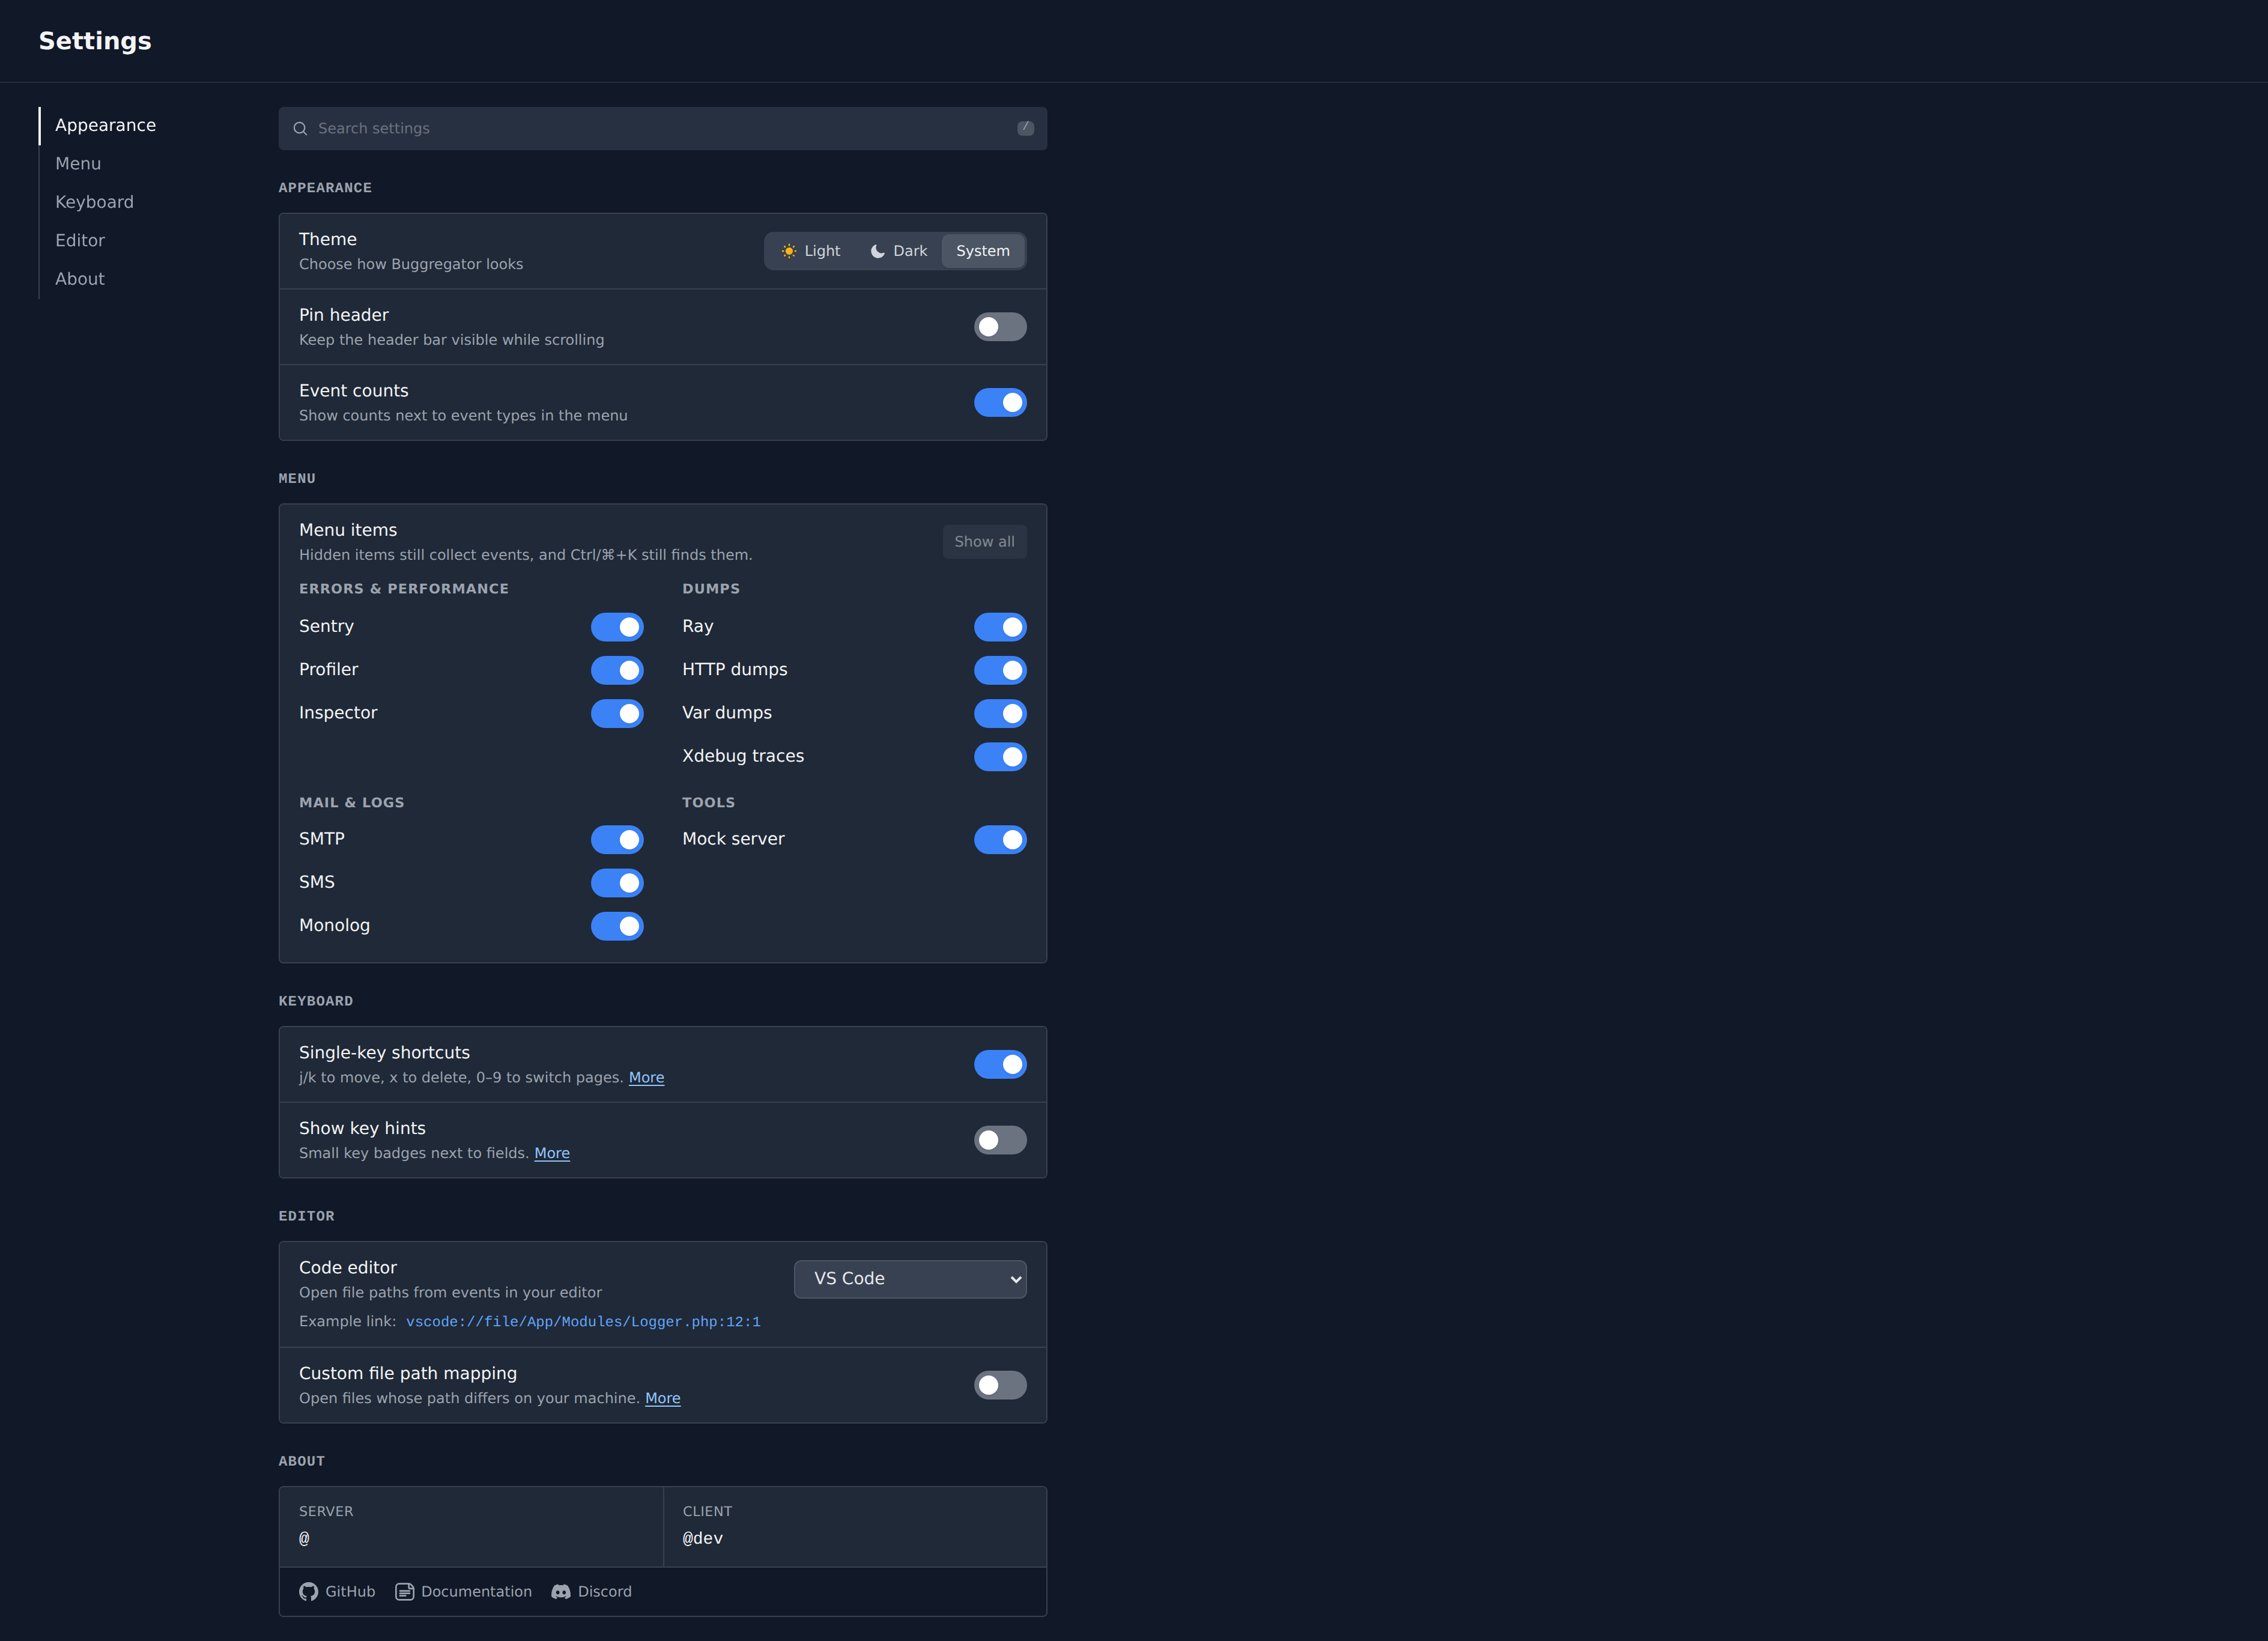 Settings
Appearance
Menu
Keyboard
Editor
About
Search settings
/
APPEARANCE
Theme
Choose how Buggregator looks
Light
Dark
System
Pin header
Keep the header bar visible while scrolling
Event counts
Show counts next to event types in the menu
MENU
Menu items
Hidden items still collect events, and Ctrl/⌘+K still finds them.
Show all
ERRORS & PERFORMANCE
Sentry
Profiler
Inspector
DUMPS
Ray
HTTP dumps
Var dumps
Xdebug traces
MAIL & LOGS
SMTP
SMS
Monolog
TOOLS
Mock server
KEYBOARD
Single-key shortcuts
j/k to move, x to delete, 0–9 to switch pages. More
Show key hints
Small key badges next to fields. More
EDITOR
Code editor
Open file paths from events in your editor
VS Code
Example link: vscode://file/App/Modules/Logger.php:12:1
Custom file path mapping
Open files whose path differs on your machine. More
ABOUT
SERVER
@
CLIENT
@dev
GitHub
Documentation
Discord